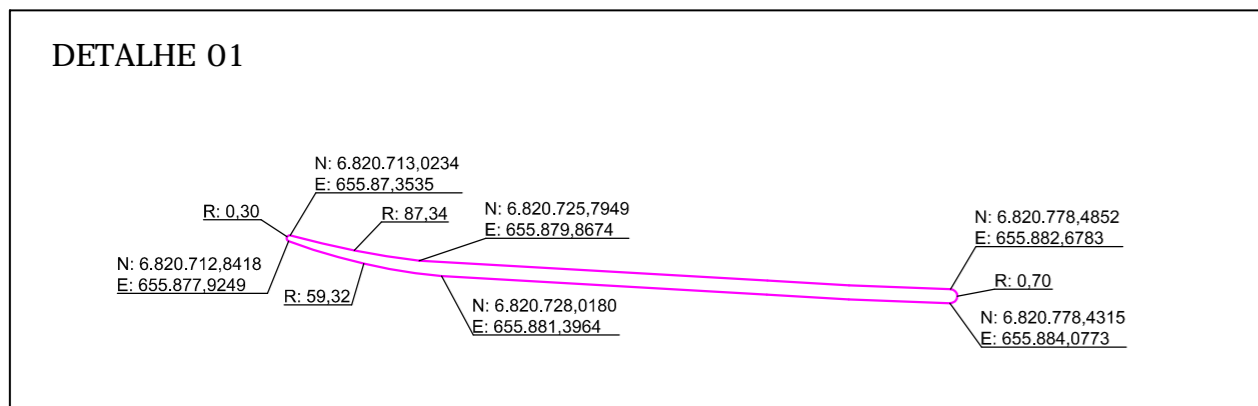 DETALHE 01
N: 6.820.713,0234
E: 655.87,3535
R: 0,30
R: 87,34
N: 6.820.725,7949
E: 655.879,8674
N: 6.820.778,4852
E: 655.882,6783
N: 6.820.712,8418
E: 655.877,9249
R: 59,32
R: 0,70
N: 6.820.728,0180
E: 655.881,3964
N: 6.820.778,4315
E: 655.884,0773